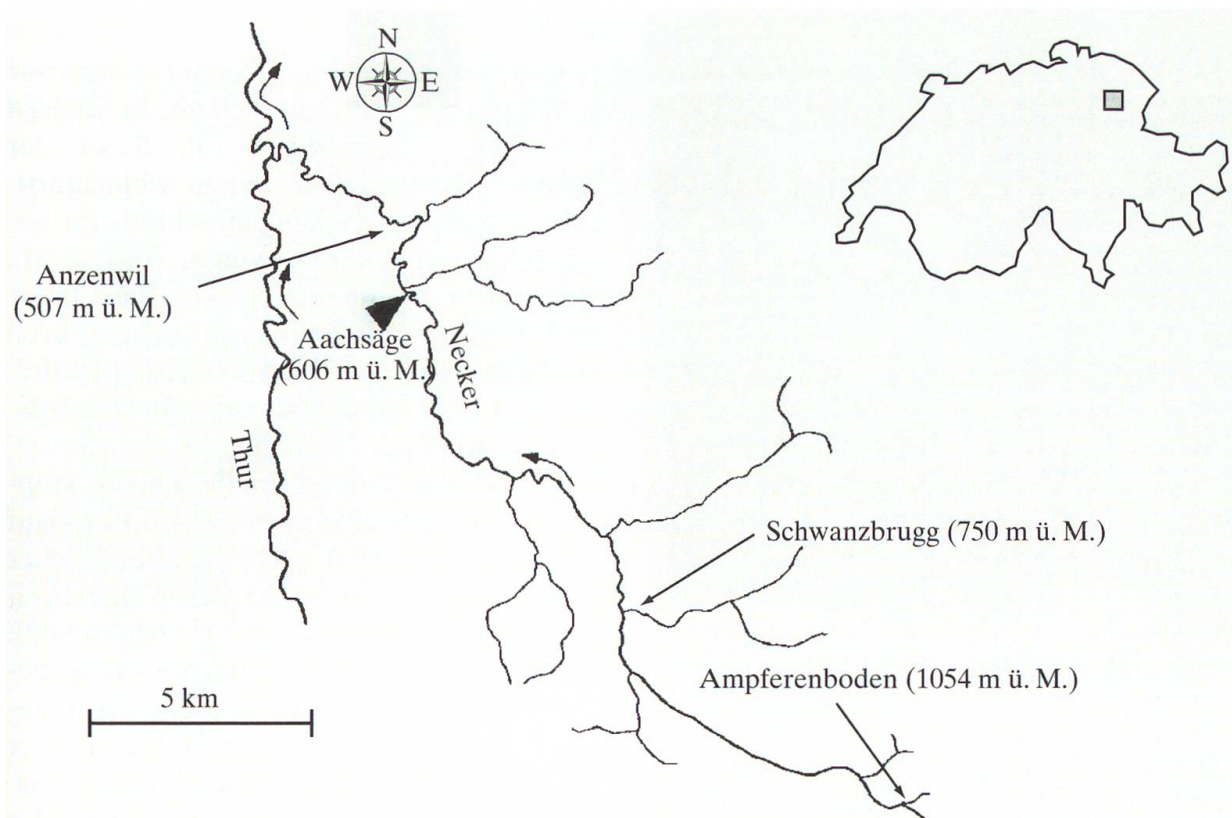 N
W E
S
Anzenwil
(507 m ü. M.)
Aachsäge
(606 m ü. M.)
Necker
Thur
Schwanzbrugg (750 m ü. M.)
Ampferenboden (1054 m ü. M.)
5 km